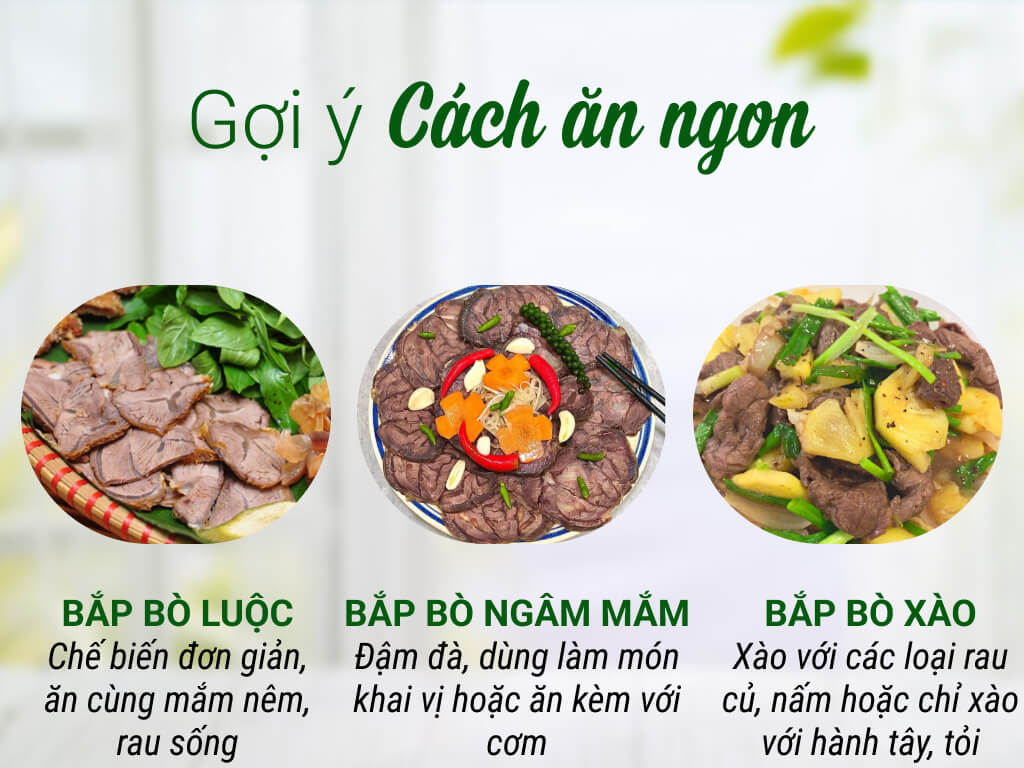 Gợi ý Cách ăn ngon
BẮP BÒ LUỘC
Chế biến đơn giản,
ăn cùng mắm nêm,
rau sống
BẮP BÒ NGÂM MẮM
Đậm đà, dùng làm món
khai vị hoặc ăn kèm với
cơm
BẮP BÒ XÀO
Xào với các loại rau
củ, nấm hoặc chỉ xào
với hành tây, tỏi